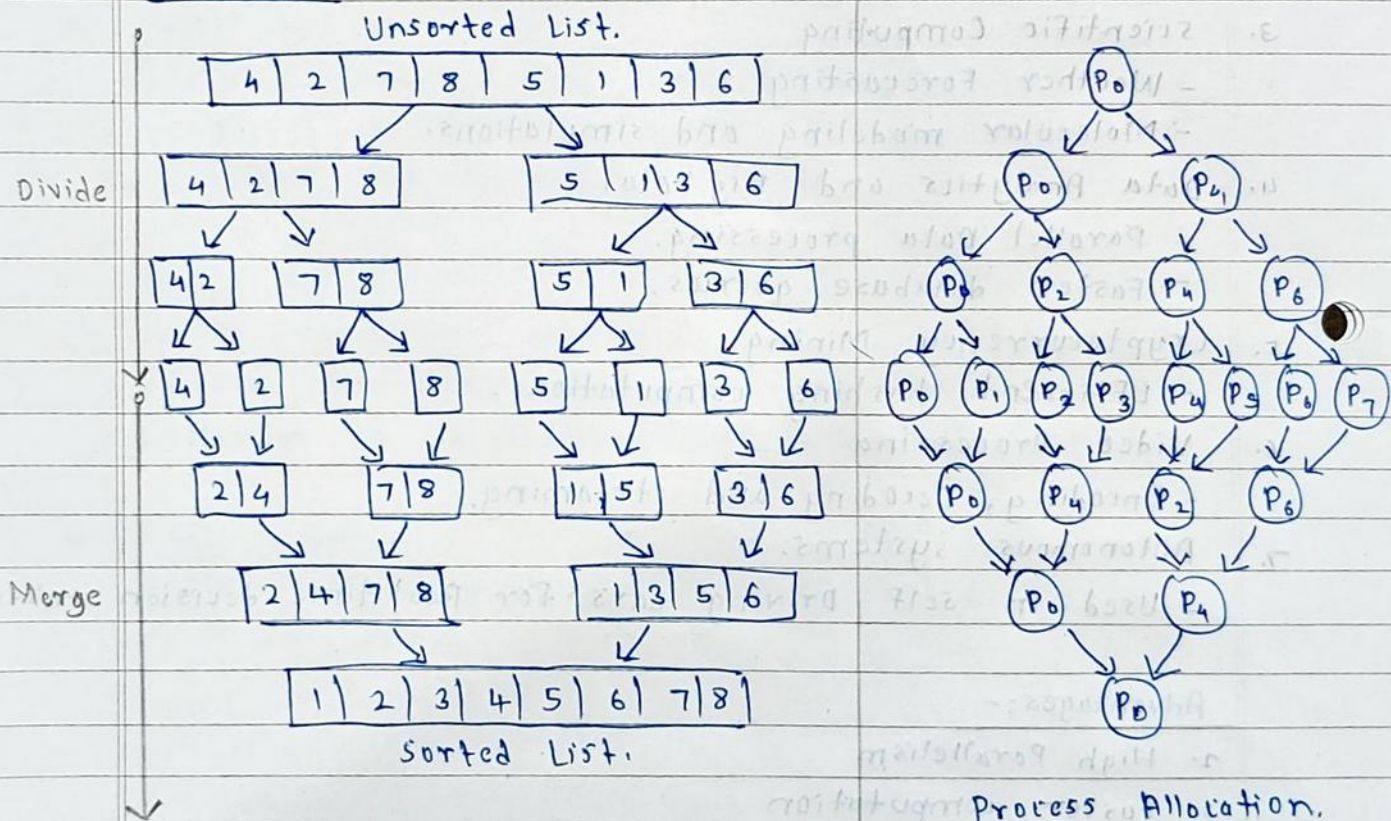 Unsorted List.
4 2 7 8 5 1 3 6 P0
Divide 4 2 7 8 5 1 3 6 P0 P4
4 2 7 8 5 1 3 6 P0 P2 P4 P6
4 2 7 8 5 1 3 6 P0 P1 P2 P3 P4 P5 P6 P7
2 4 7 8 1 5 3 6 P0 P4 P2 P6
Merge 2 4 7 8 1 3 5 6 P0 P4
1 2 3 4 5 6 7 8 P0
Sorted List.
Process Allocation.